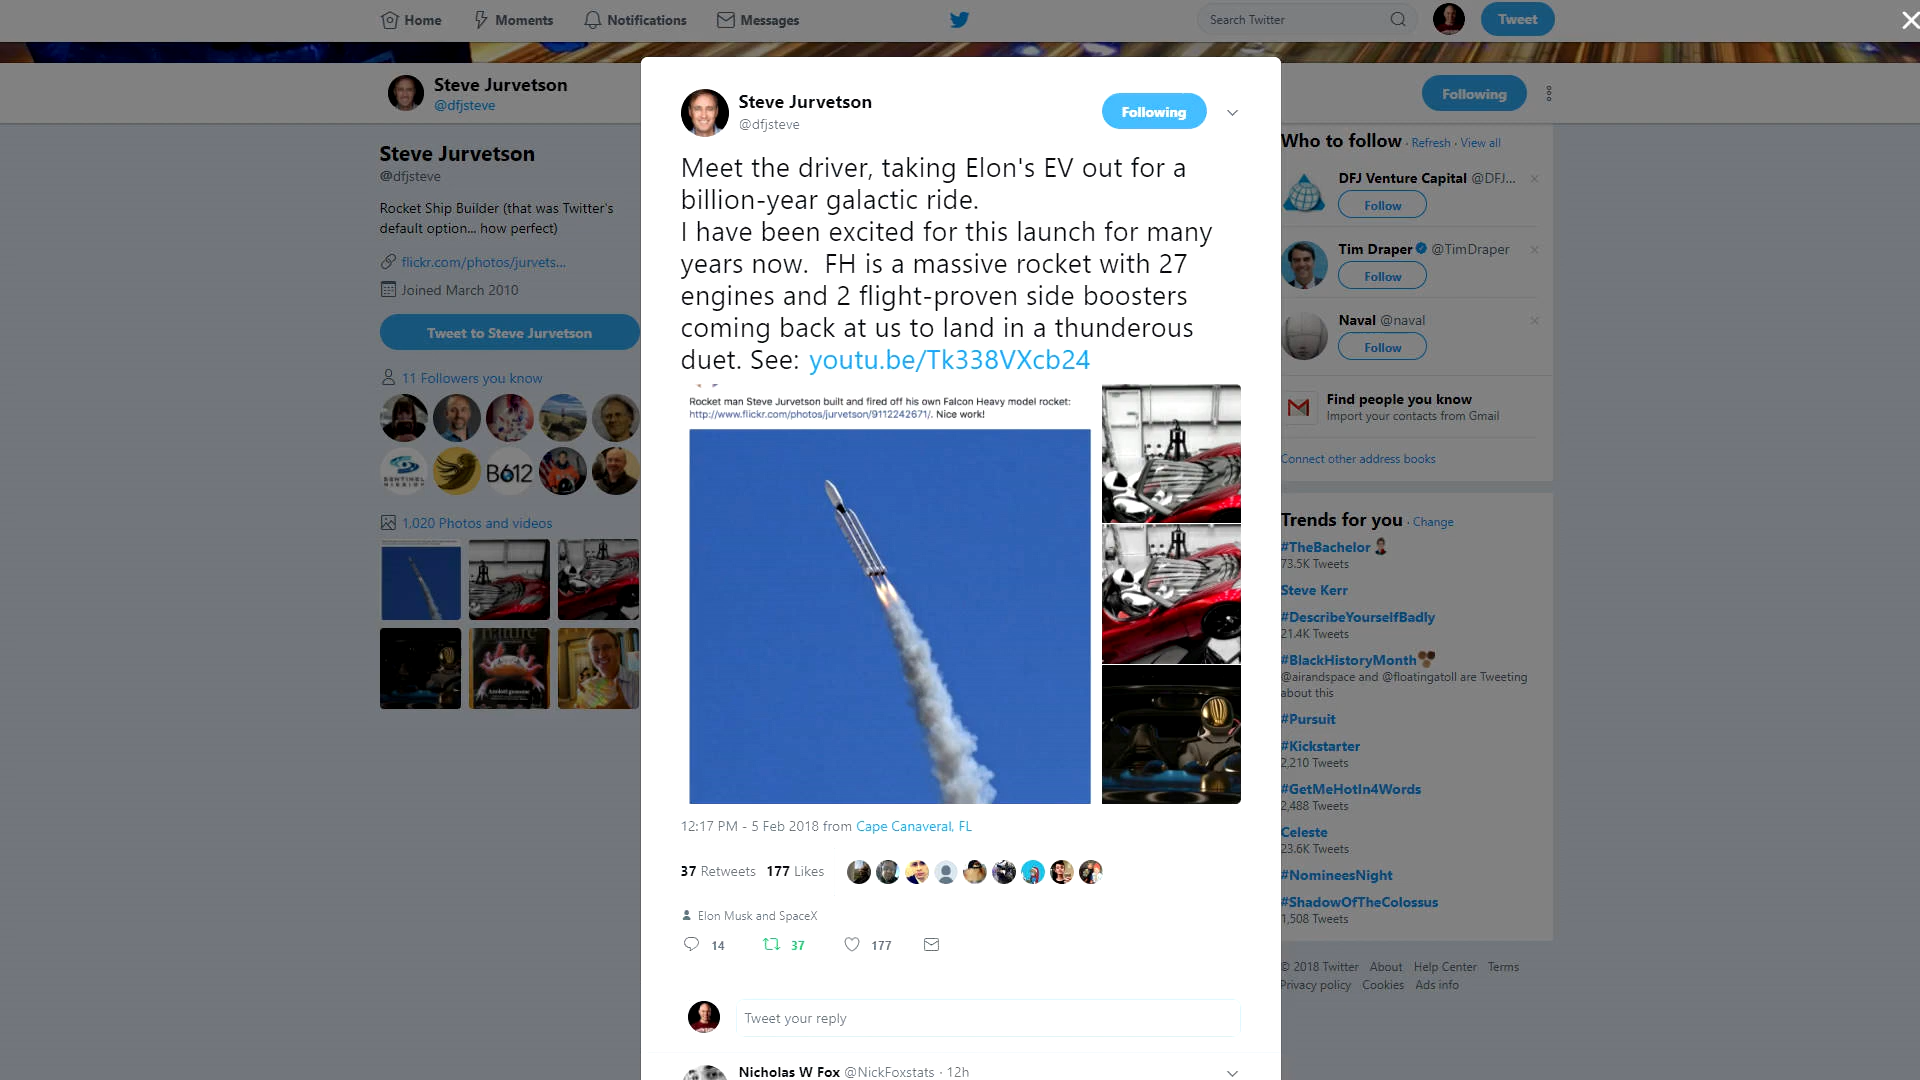 Home
Moments
Notifications
Messages
Search Twitter
Tweet
Steve Jurvetson
@dfjsteve
Following
Steve Jurvetson
@dfjsteve
Rocket Ship Builder (that was Twitter's
default option... how perfect)
flickr.com/photos/jurvets...
Joined March 2010
Tweet to Steve Jurvetson
11 Followers you know
SENTINEL
MISSION
B612
1,020 Photos and videos
Steve Jurvetson
@dfjsteve
Following
Meet the driver, taking Elon's EV out for a
billion-year galactic ride.
I have been excited for this launch for many
years now.  FH is a massive rocket with 27
engines and 2 flight-proven side boosters
coming back at us to land in a thunderous
duet. See: youtu.be/Tk338VXcb24
Rocket man Steve Jurvetson built and fired off his own Falcon Heavy model rocket:
http://www.flickr.com/photos/jurvetson/9112242671/. Nice work!
12:17 PM - 5 Feb 2018 from Cape Canaveral, FL
37 Retweets 177 Likes
Elon Musk and SpaceX
14 37 177
Tweet your reply
Nicholas W Fox @NickFoxstats · 12h
Who to follow · Refresh · View all
DFJ Venture Capital @DFJ...
Follow
Tim Draper @TimDraper
Follow
Naval @naval
Follow
Find people you know
Import your contacts from Gmail
Connect other address books
Trends for you · Change
#TheBachelor
73.5K Tweets
Steve Kerr
#DescribeYourselfBadly
21.4K Tweets
#BlackHistoryMonth
@airandspace and @floatingatoll are Tweeting
about this
#Pursuit
#Kickstarter
2,210 Tweets
#GetMeHotIn4Words
2,488 Tweets
Celeste
23.6K Tweets
#NomineesNight
#ShadowOfTheColossus
1,508 Tweets
© 2018 Twitter About Help Center Terms
Privacy policy Cookies Ads info